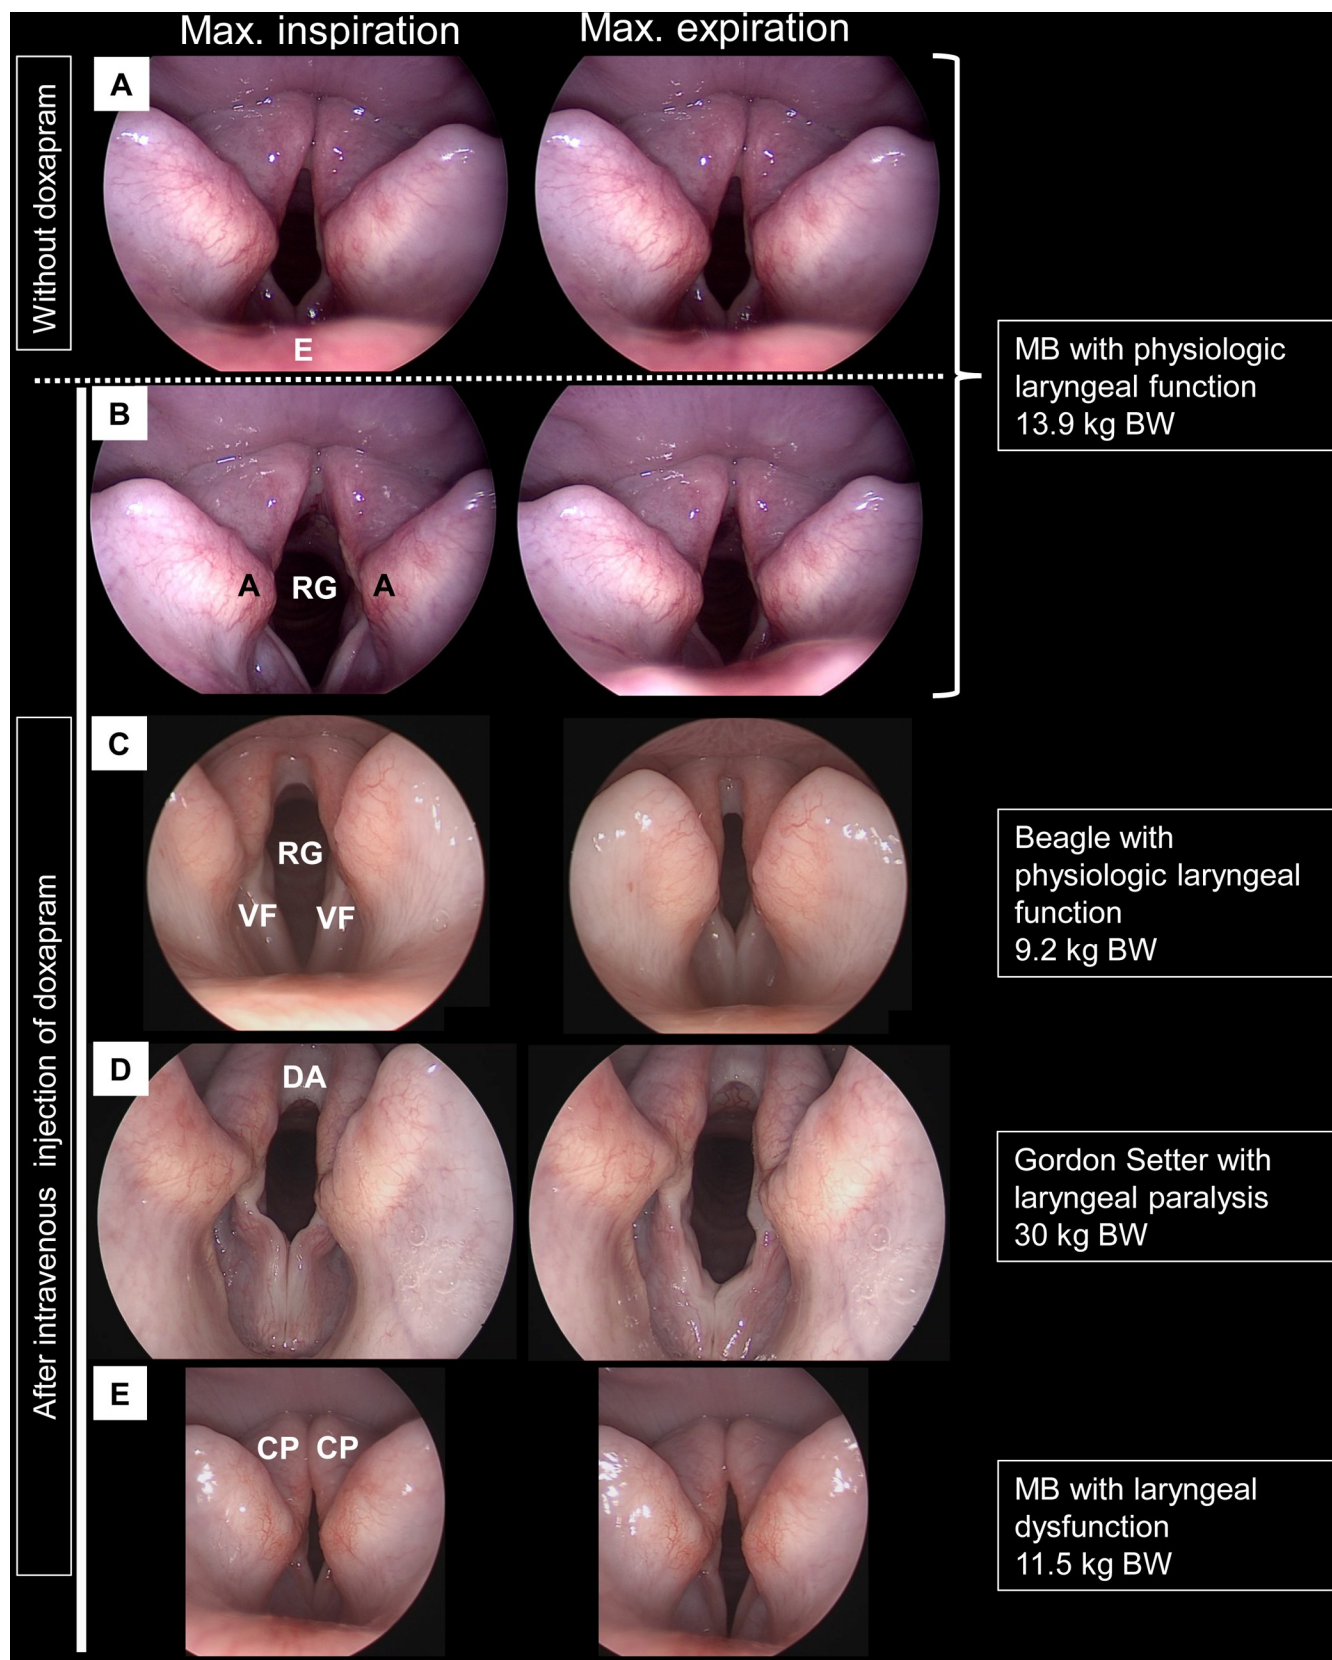 Max. inspiration
Max. expiration
Without doxapram
A
E
MB with physiologic
laryngeal function
13.9 kg BW
B
A
RG
A
After intravenous injection of doxapram
C
RG
VF
VF
Beagle with
physiologic laryngeal
function
9.2 kg BW
D
DA
Gordon Setter with
laryngeal paralysis
30 kg BW
E
CP
CP
MB with laryngeal
dysfunction
11.5 kg BW